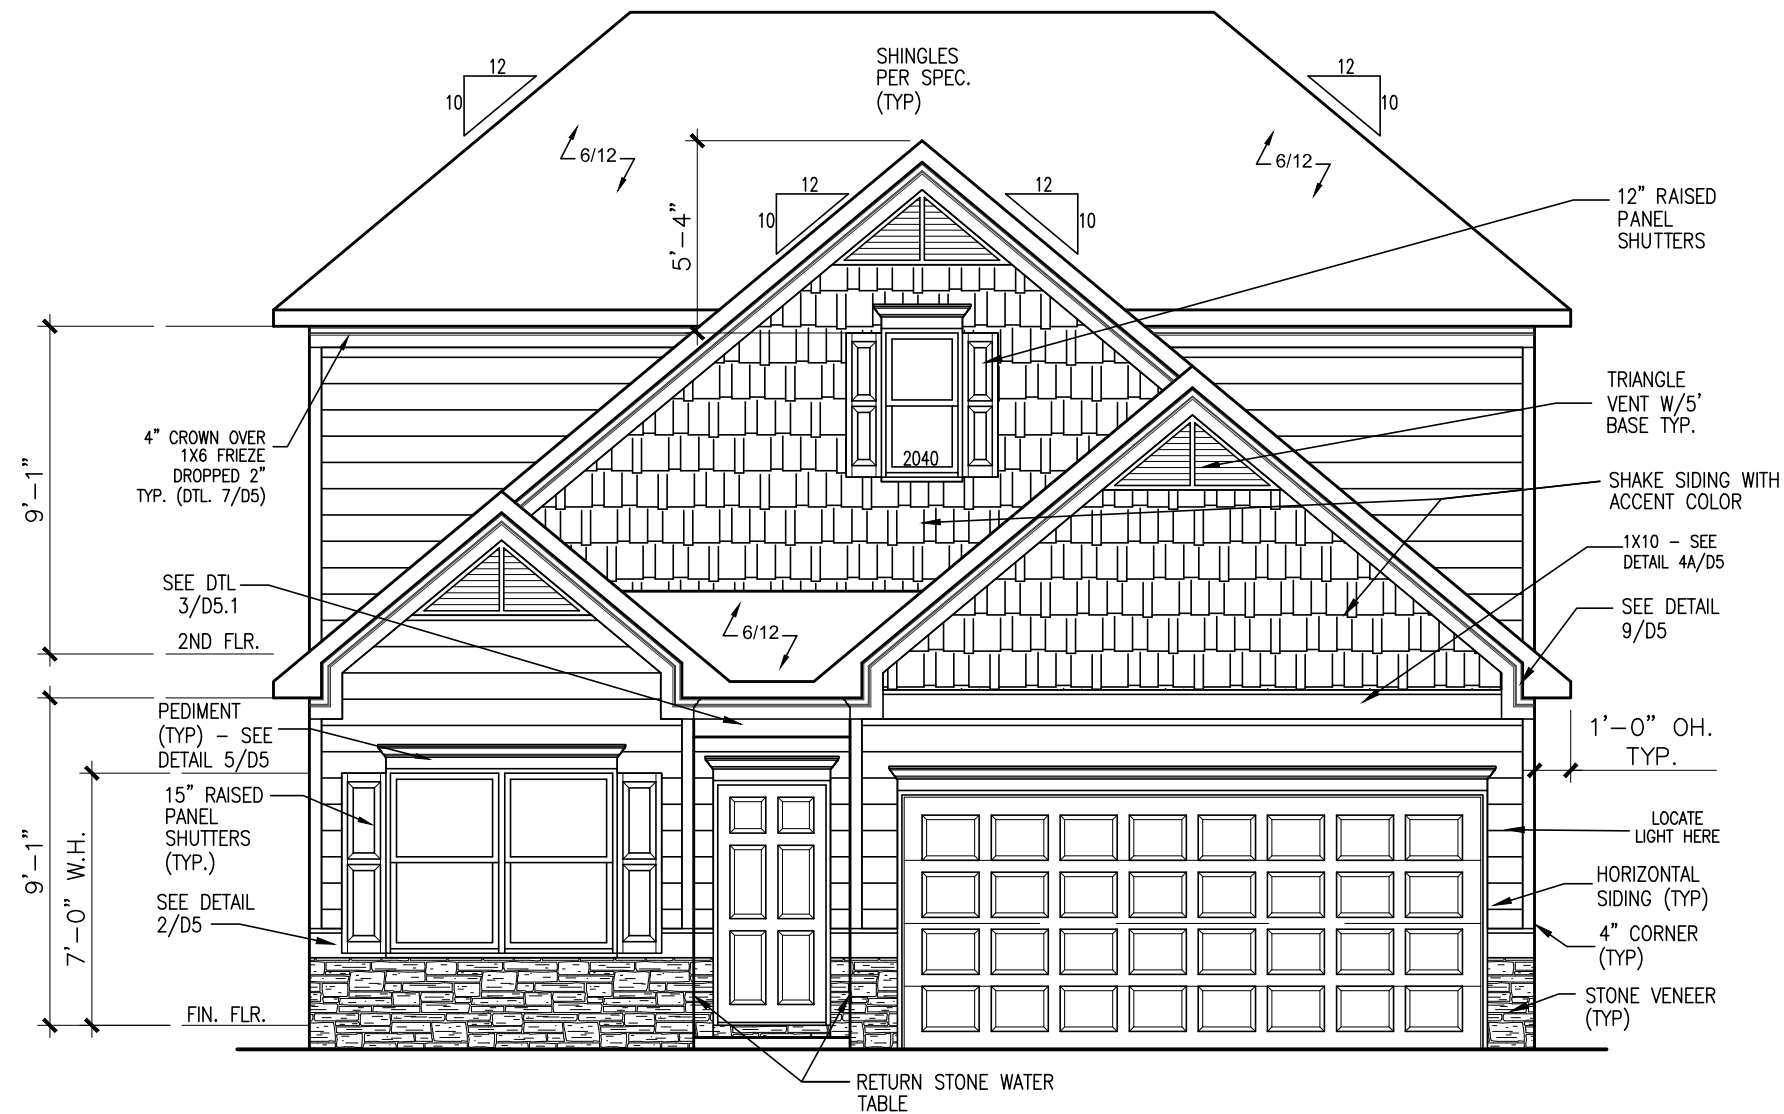 SHINGLES
PER SPEC.
(TYP)
12
10
12
10
6/12
6/12
12
10
12
10
5'-4"
12" RAISED
PANEL
SHUTTERS
TRIANGLE
VENT W/5'
BASE TYP.
4" CROWN OVER
1X6 FRIEZE
DROPPED 2"
TYP. (DTL. 7/D5)
9'-1"
2040
SHAKE SIDING WITH
ACCENT COLOR
1X10 - SEE
DETAIL 4A/D5
SEE DTL
3/D5.1
2ND FLR.
6/12
SEE DETAIL
9/D5
PEDIMENT
(TYP) - SEE
DETAIL 5/D5
1'-0" OH.
TYP.
15" RAISED
PANEL
SHUTTERS
(TYP.)
9'-1"
7'-0" W.H.
LOCATE
LIGHT HERE
HORIZONTAL
SIDING (TYP)
SEE DETAIL
2/D5
4" CORNER
(TYP)
STONE VENEER
(TYP)
FIN. FLR.
RETURN STONE WATER
TABLE